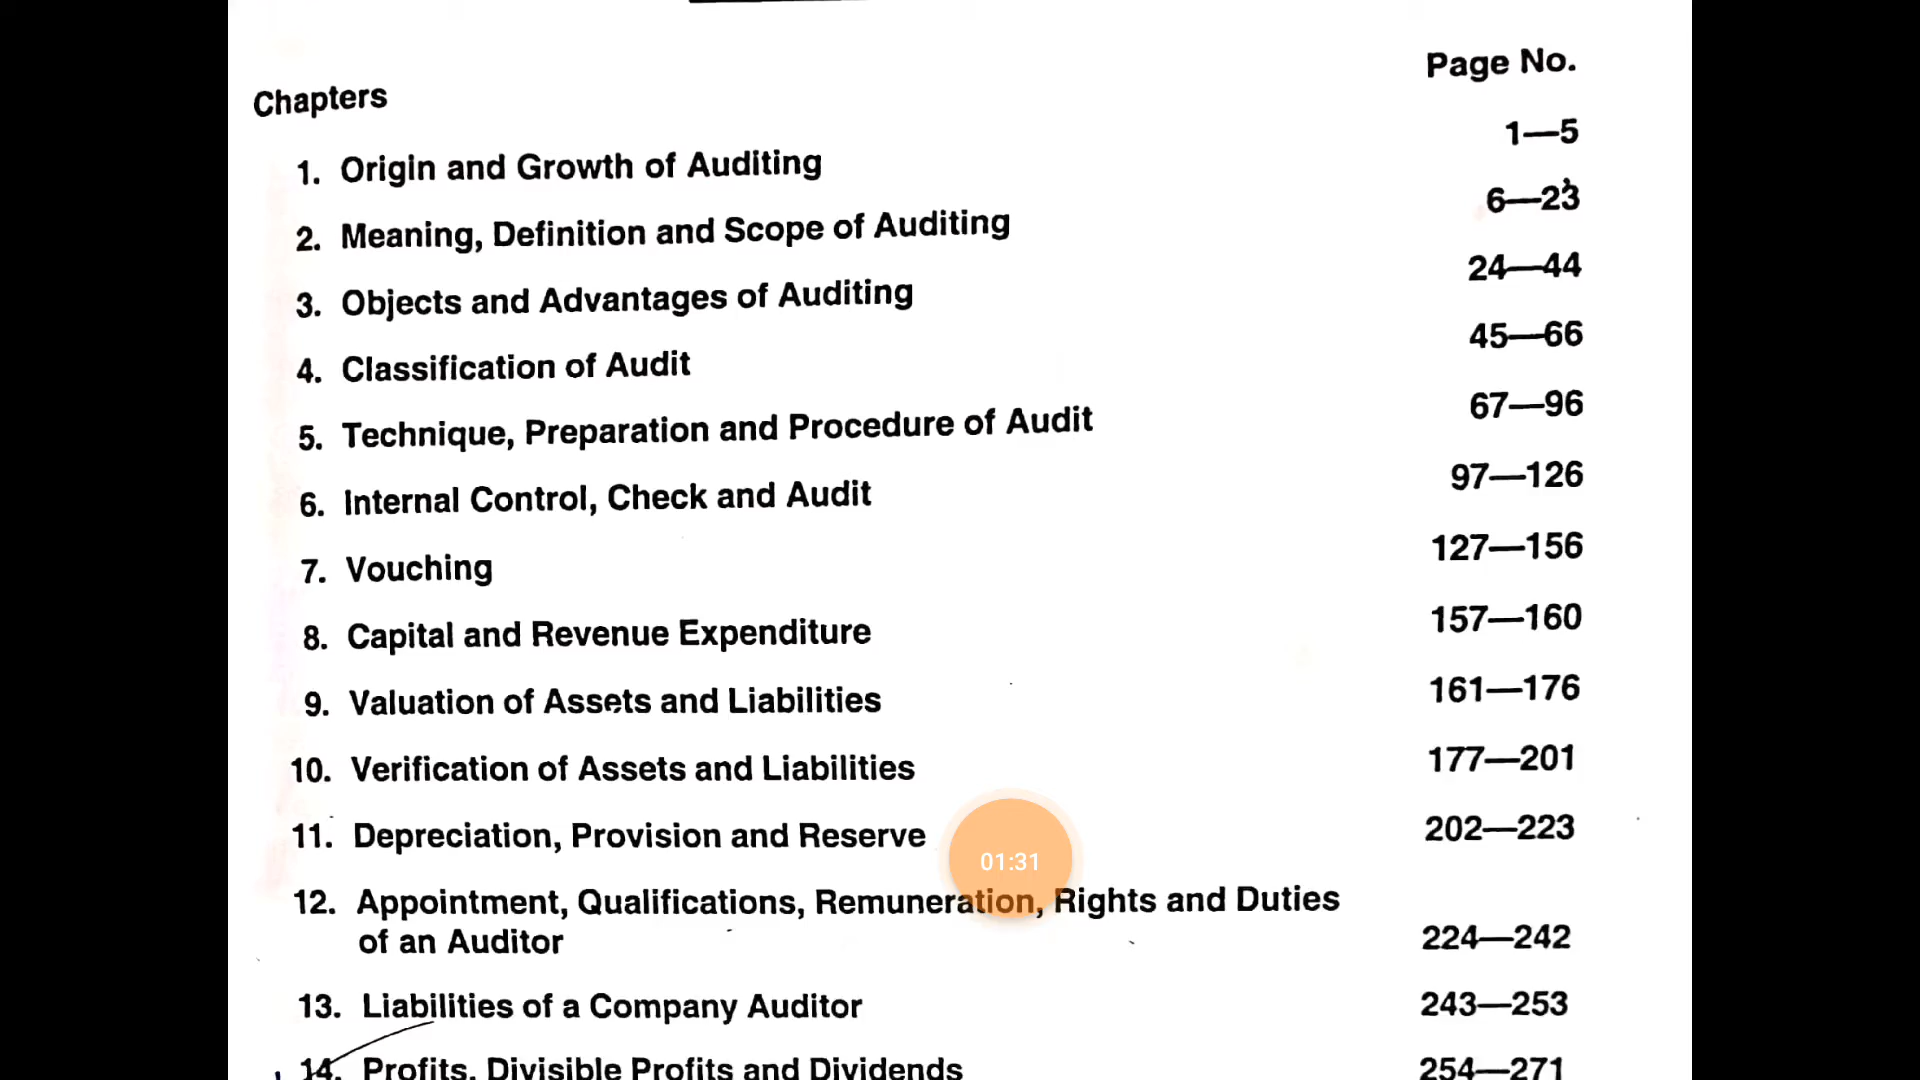 Page No.
Chapters
1. Origin and Growth of Auditing 1—5
2. Meaning, Definition and Scope of Auditing 6—23
3. Objects and Advantages of Auditing 24—44
4. Classification of Audit 45—66
5. Technique, Preparation and Procedure of Audit 67—96
6. Internal Control, Check and Audit 97—126
7. Vouching 127—156
8. Capital and Revenue Expenditure 157—160
9. Valuation of Assets and Liabilities 161—176
10. Verification of Assets and Liabilities 177—201
11. Depreciation, Provision and Reserve 202—223
01:31
12. Appointment, Qualifications, Remuneration, Rights and Duties
of an Auditor 224—242
13. Liabilities of a Company Auditor 243—253
14. Profits, Divisible Profits and Dividends 254—271